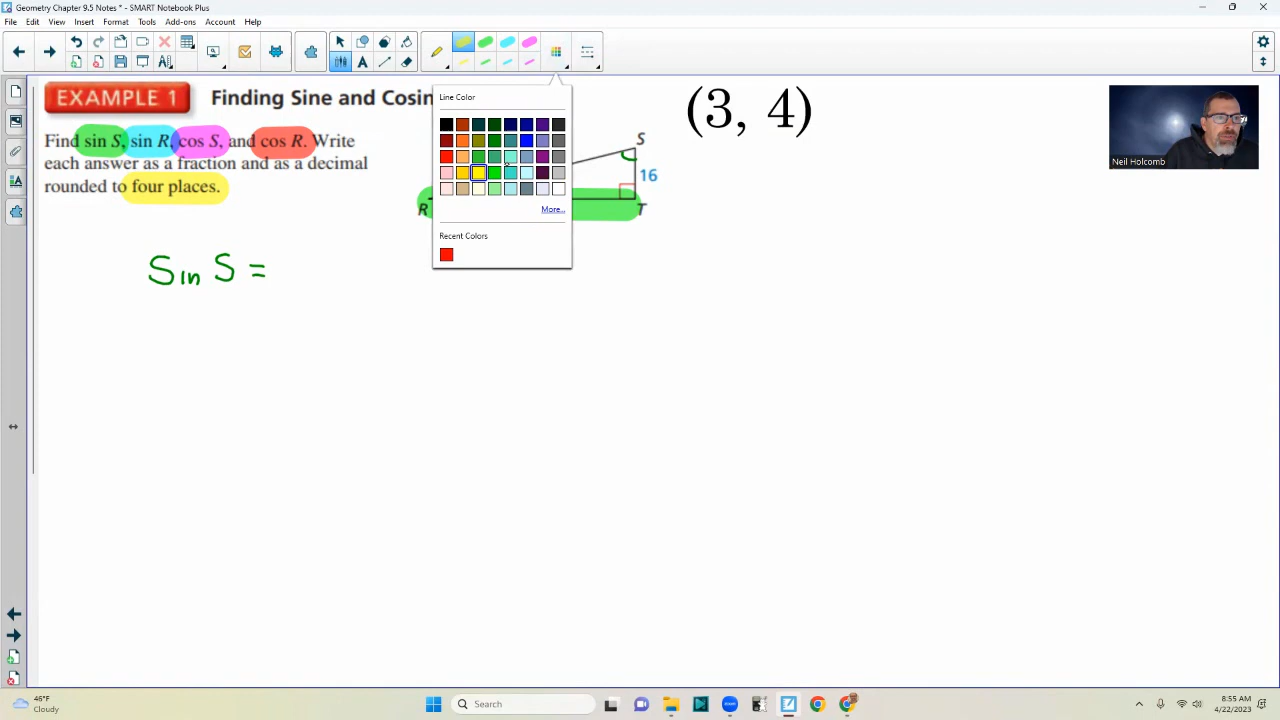 Geometry Chapter 9.5 Notes * - SMART Notebook Plus
File Edit View Insert Format Tools Add-ons Account Help
EXAMPLE 1 Finding Sine and Cosin
Line Color
(3, 4)
Find sin S, sin R, cos S, and cos R. Write
each answer as a fraction and as a decimal
rounded to four places.
S
16
R
T
More...
Recent Colors
Neil Holcomb
Sin S =
46°F
Cloudy
Search
8:55 AM
4/22/2023